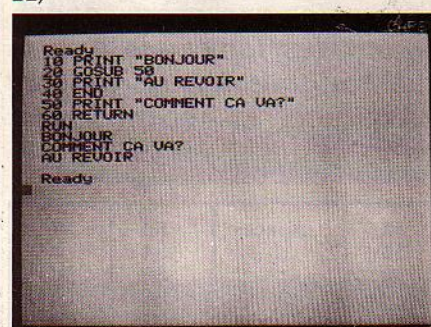 Ready
10 PRINT "BONJOUR"
20 GOSUB 50
30 PRINT "AU REVOIR"
40 END
50 PRINT "COMMENT CA VA?"
60 RETURN
RUN
BONJOUR
COMMENT CA VA?
AU REVOIR
Ready